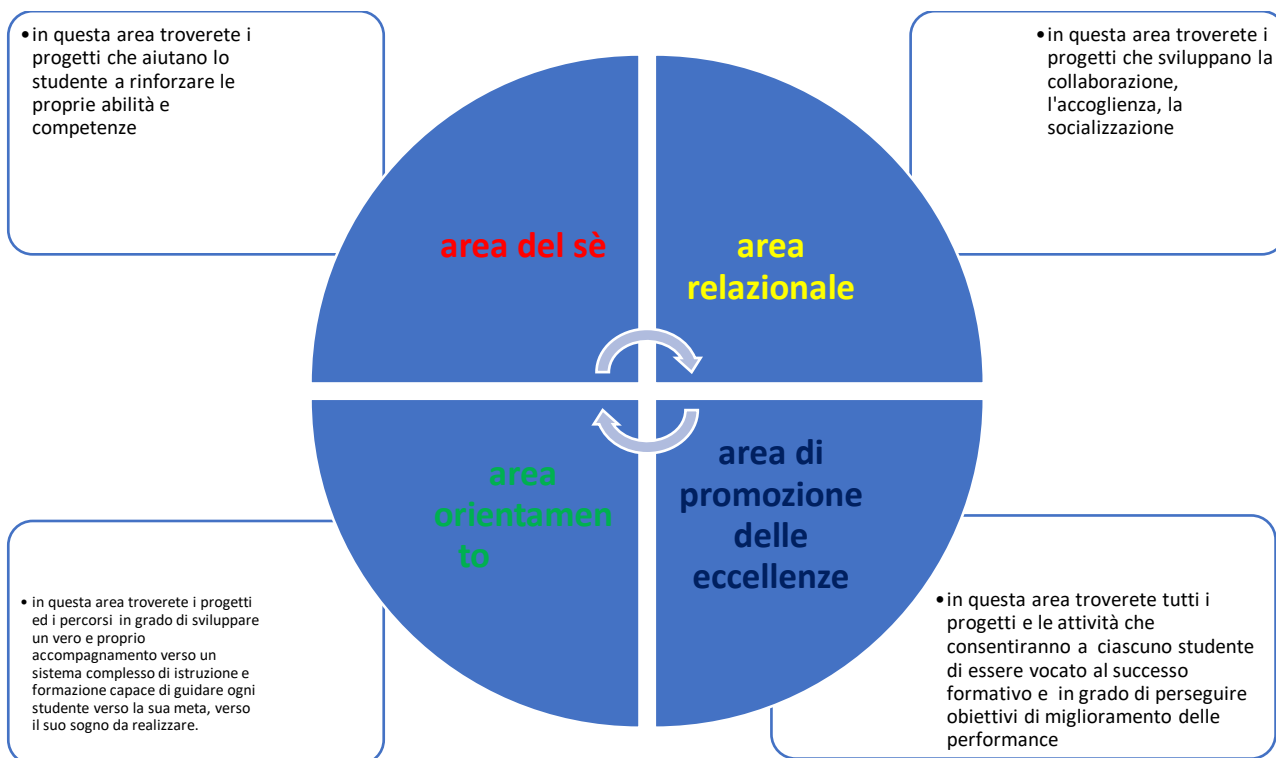 •in questa area troverete i
progetti che aiutano lo
studente a rinforzare le
proprie abilità e
competenze
•in questa area troverete i
progetti che sviluppano la
collaborazione,
l'accoglienza, la
socializzazione
area del sè
area
relazionale
area
orientamen
to
area di
promozione
delle
eccellenze
• in questa area troverete i progetti
ed i percorsi in grado di sviluppare
un vero e proprio
accompagnamento verso un
sistema complesso di istruzione e
formazione capace di guidare ogni
studente verso la sua meta, verso
il suo sogno da realizzare.
•in questa area troverete tutti i
progetti e le attività che
consentiranno a ciascuno studente
di essere vocato al successo
formativo e in grado di perseguire
obiettivi di miglioramento delle
performance